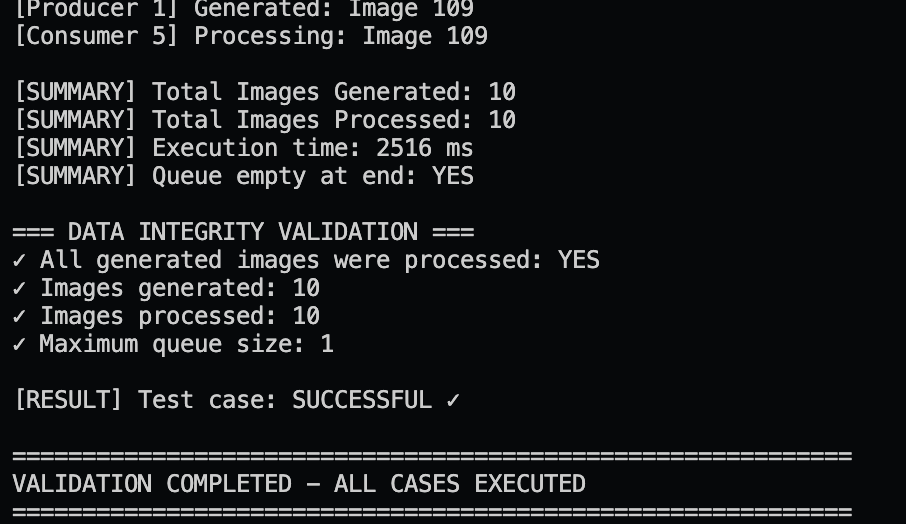 [Producer 1] Generated: Image 109
[Consumer 5] Processing: Image 109
[SUMMARY] Total Images Generated: 10
[SUMMARY] Total Images Processed: 10
[SUMMARY] Execution time: 2516 ms
[SUMMARY] Queue empty at end: YES
=== DATA INTEGRITY VALIDATION ===
✓ All generated images were processed: YES
✓ Images generated: 10
✓ Images processed: 10
✓ Maximum queue size: 1
[RESULT] Test case: SUCCESSFUL ✓
============================================================
VALIDATION COMPLETED – ALL CASES EXECUTED
============================================================